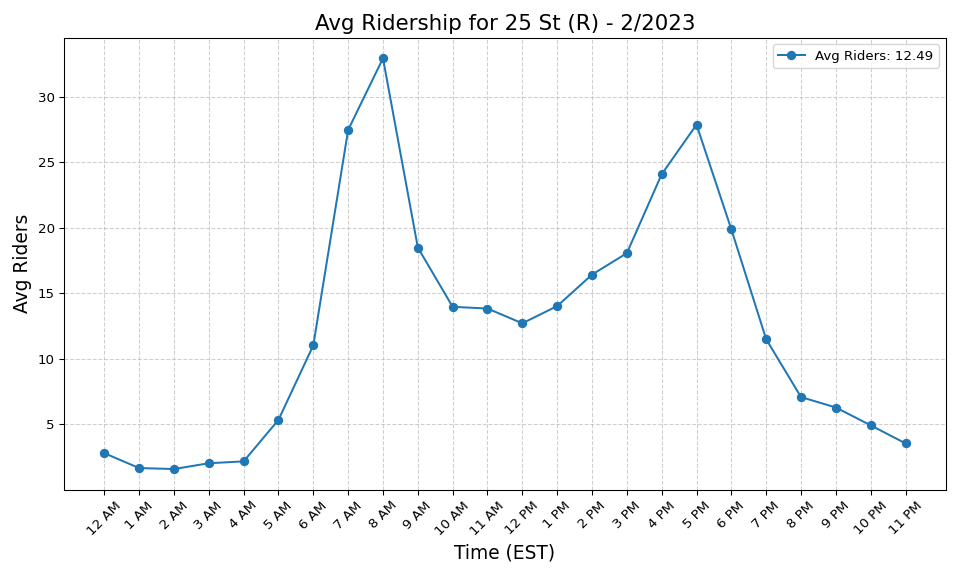 Avg Ridership for 25 St (R) - 2/2023
Avg Riders: 12.49
Avg Riders
30
25
20
15
10
5
12 AM
1 AM
2 AM
3 AM
4 AM
5 AM
6 AM
7 AM
8 AM
9 AM
10 AM
11 AM
12 PM
1 PM
2 PM
3 PM
4 PM
5 PM
6 PM
7 PM
8 PM
9 PM
10 PM
11 PM
Time (EST)